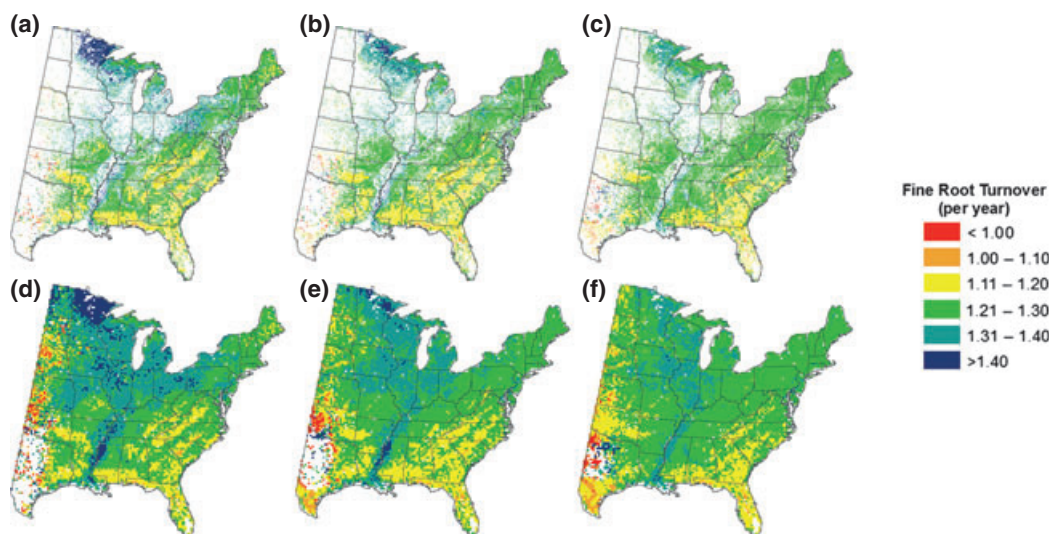 (a)
(b)
(c)
Fine Root Turnover
(per year)
< 1.00
1.00 – 1.10
1.11 – 1.20
1.21 – 1.30
1.31 – 1.40
>1.40
(d)
(e)
(f)